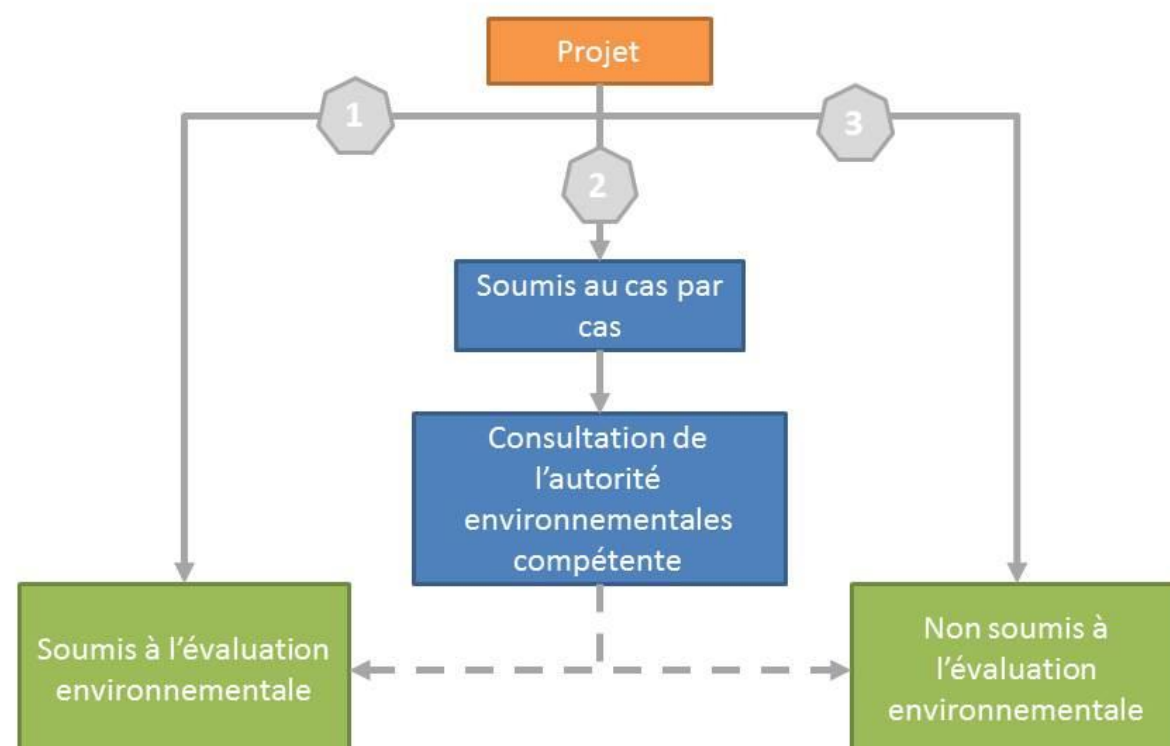 Projet
1
3
2
Soumis au cas par
cas
Consultation de
l’autorité
environnementales
compétente
Soumis à l’évaluation
environnementale
Non soumis à
l’évaluation
environnementale